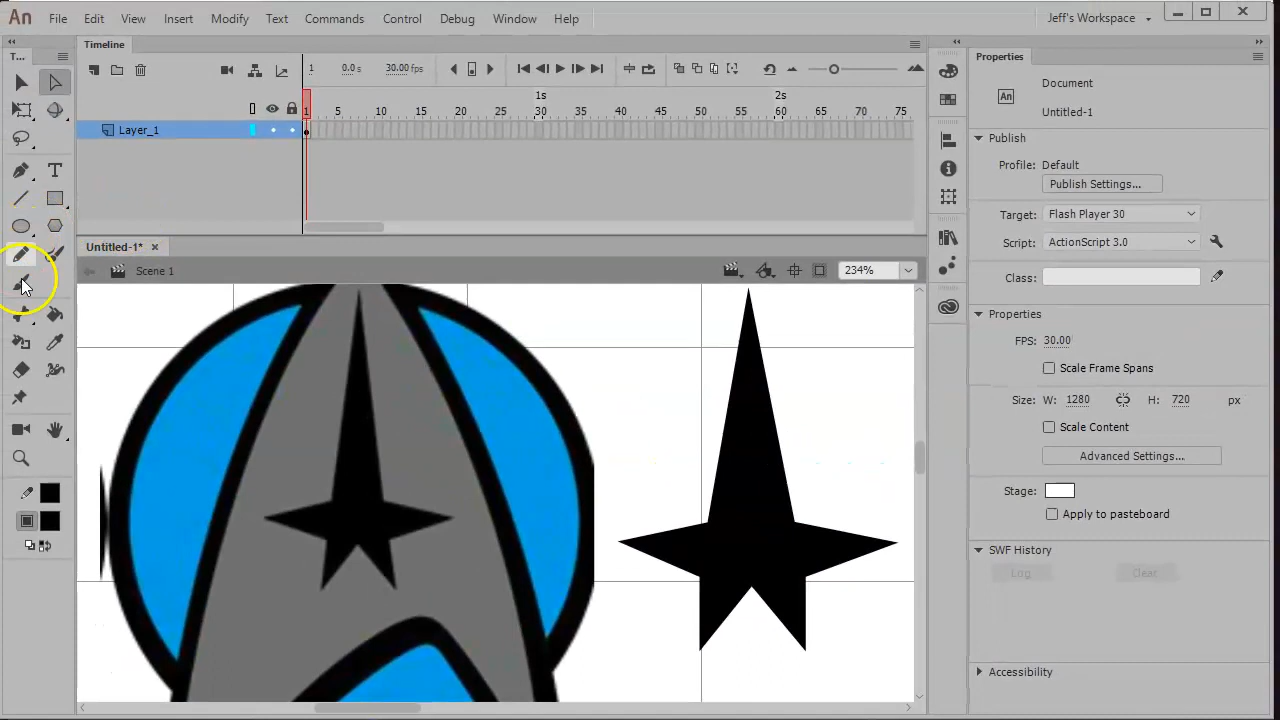 An File Edit View Insert Modify Text Commands Control Debug Window Help Jeff's Workspace
T... Timeline Properties
1 0.0 s 30.00 fps
Document
An
Untitled-1
1s 2s
1 5 10 15 20 25 30 35 40 45 50 55 60 65 70 75
Layer_1
Publish
Profile: Default
Publish Settings...
Target: Flash Player 30
Script: ActionScript 3.0
Untitled-1* ×
Scene 1 234%
Class:
Properties
FPS: 30.00
Scale Frame Spans
Size: W: 1280 H: 720 px
Scale Content
Advanced Settings...
Stage:
Apply to pasteboard
SWF History
Log Clear
Accessibility